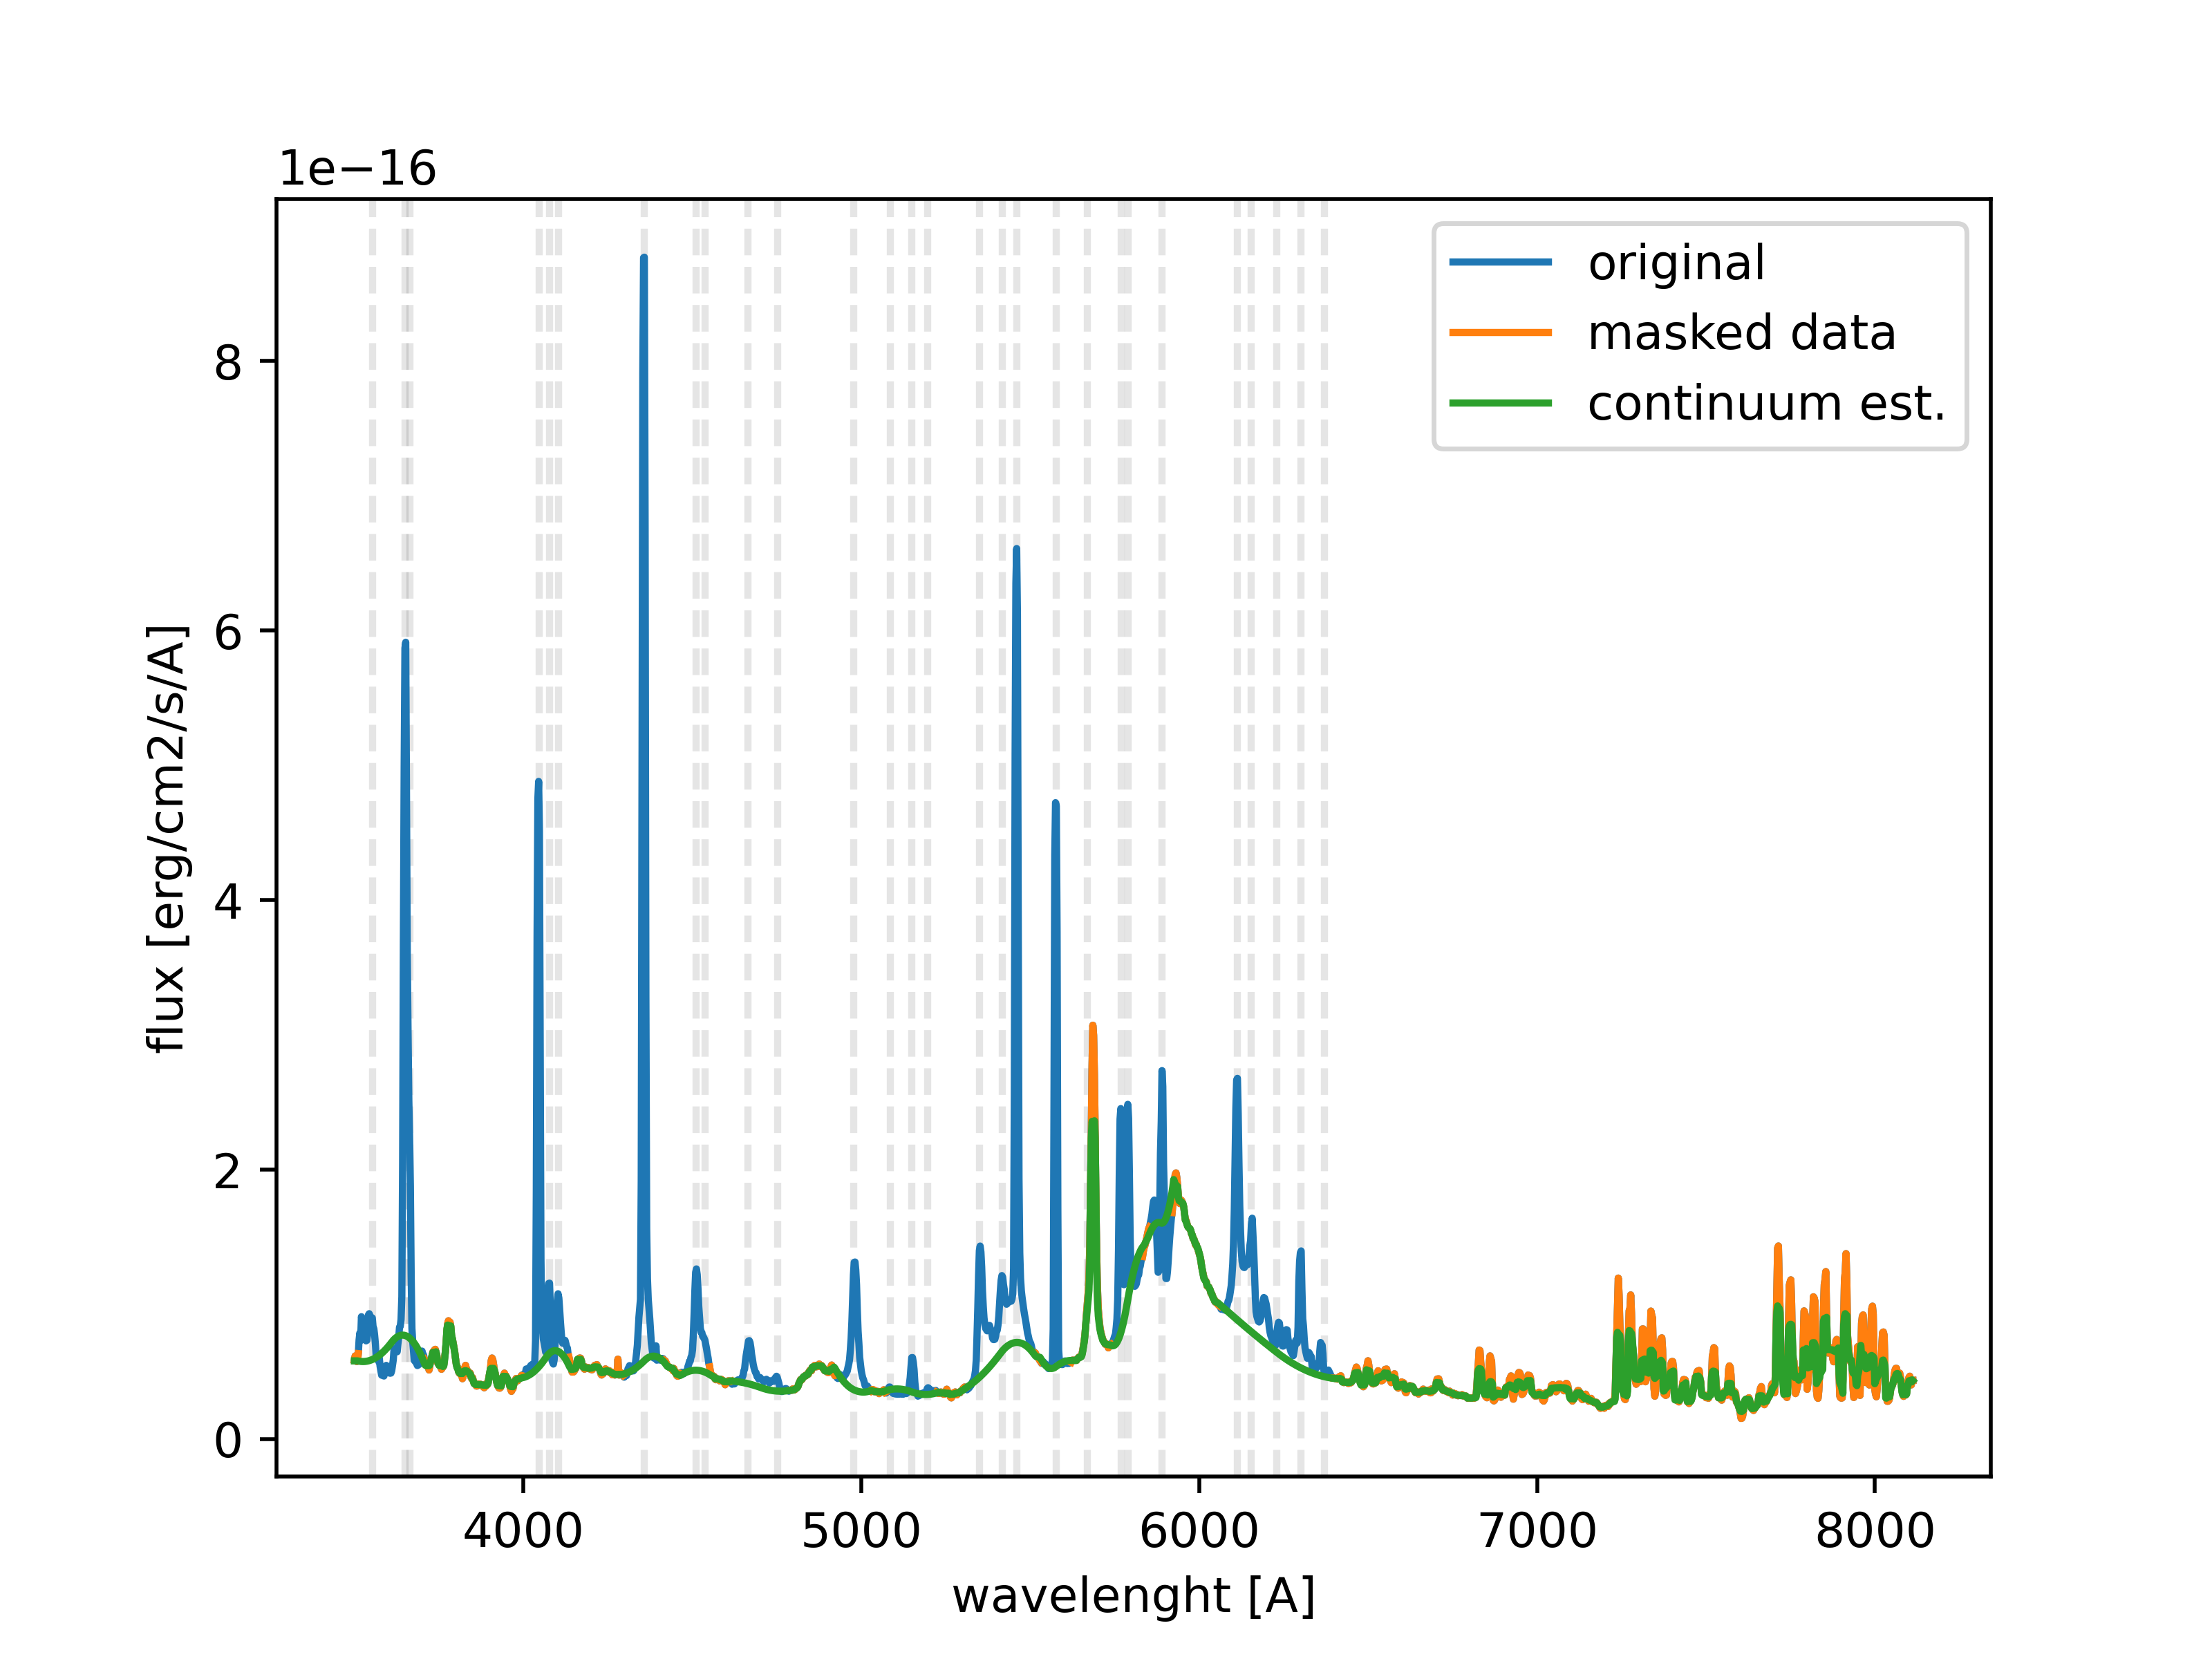 1e−16
original
masked data
continuum est.
8
6
4
2
0
flux [erg/cm2/s/A]
4000 5000 6000 7000 8000
wavelenght [A]